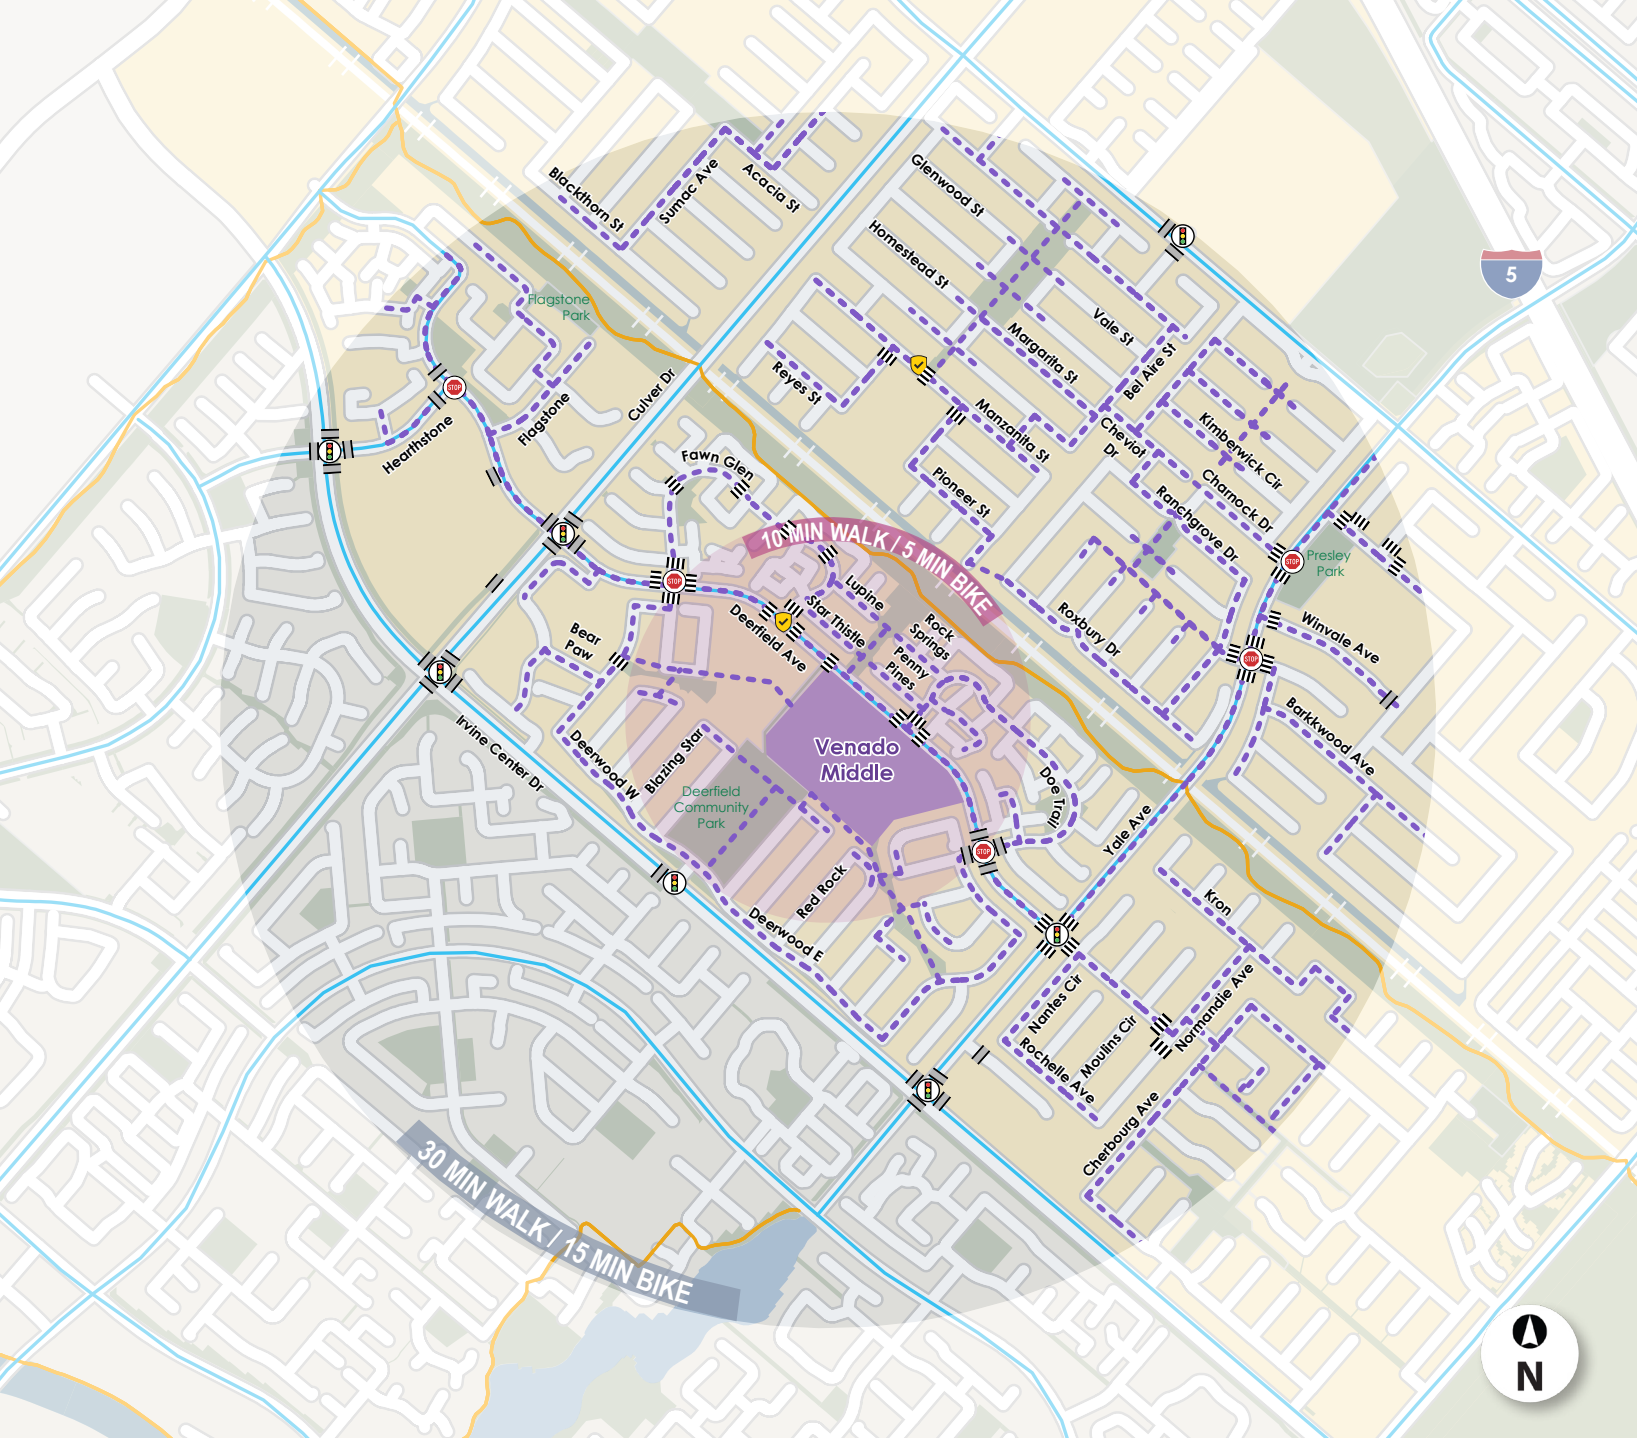 Blackthorn St
Sumac Ave
Acacia St
Glenwood St
Homestead St
5
Flagstone
Park
Vale St
Margarita St
Bel Aire St
Reyes St
Culver Dr
Manzanita St
Cheviot
Dr
Kimberwick Cir
Charnock Dr
Ranchgrove Dr
STOP
Hearthstone
Flagstone
Fawn Glen
Pioneer St
10 MIN WALK / 5 MIN BIKE
STOP
Presley
Park
STOP
Lupine
Star Thistle
Rock
Springs
Penny
Pines
Deerfield Ave
Roxbury Dr
Winvale Ave
STOP
Bear
Paw
Irvine Center Dr
Deerwood W
Blazing Star
Venado
Middle
Barkkwood Ave
Deerfield
Community
Park
Doe Trail
Yale Ave
STOP
Red Rock
Deerwood E
Kron
Nantes Cir
Normandie Ave
Moulins Cir
Rochelle Ave
Cherbourg Ave
30 MIN WALK / 15 MIN BIKE
N